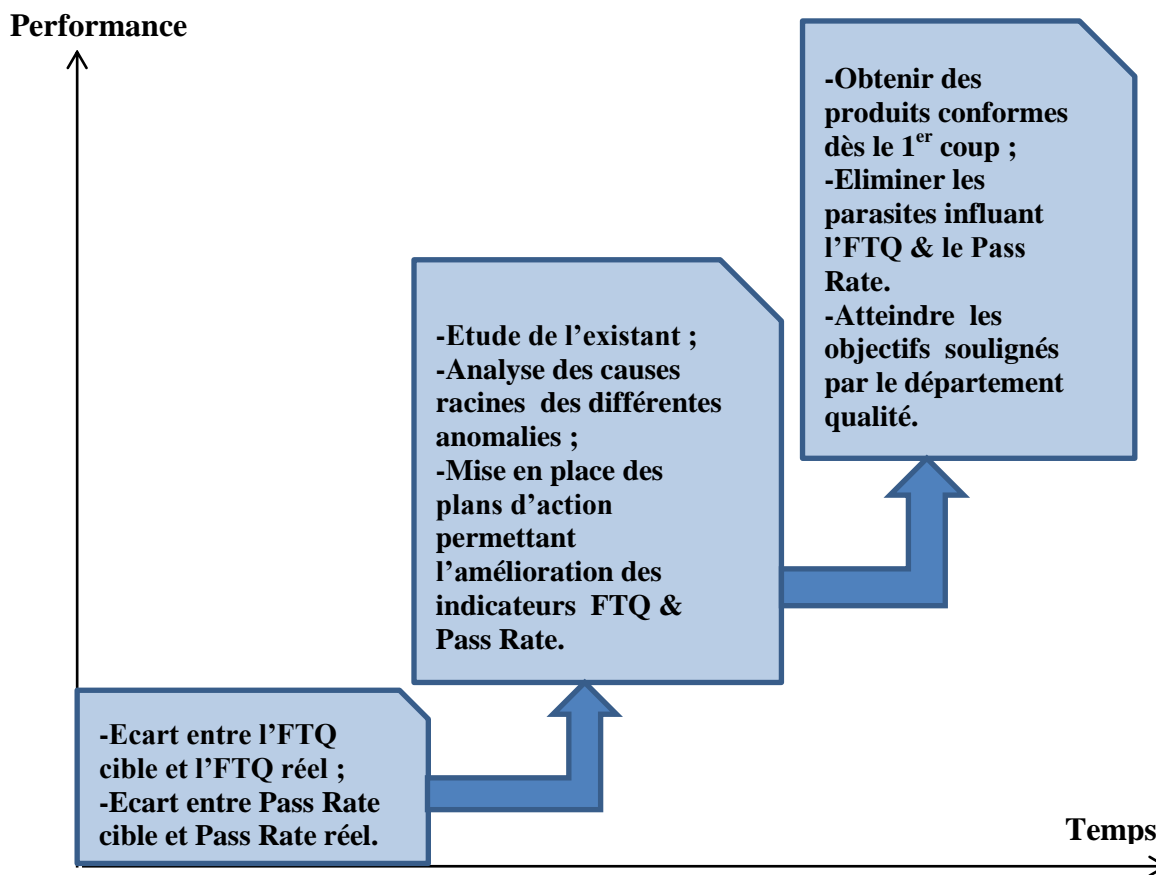 Performance
-Obtenir des
produits conformes
dès le 1er coup ;
-Eliminer les
parasites influant
l’FTQ & le Pass
Rate.
-Atteindre les
objectifs soulignés
par le département
qualité.
-Etude de l’existant ;
-Analyse des causes
racines des différentes
anomalies ;
-Mise en place des
plans d’action
permettant
l’amélioration des
indicateurs FTQ &
Pass Rate.
-Ecart entre l’FTQ
cible et l’FTQ réel ;
-Ecart entre Pass Rate
cible et Pass Rate réel.
Temps